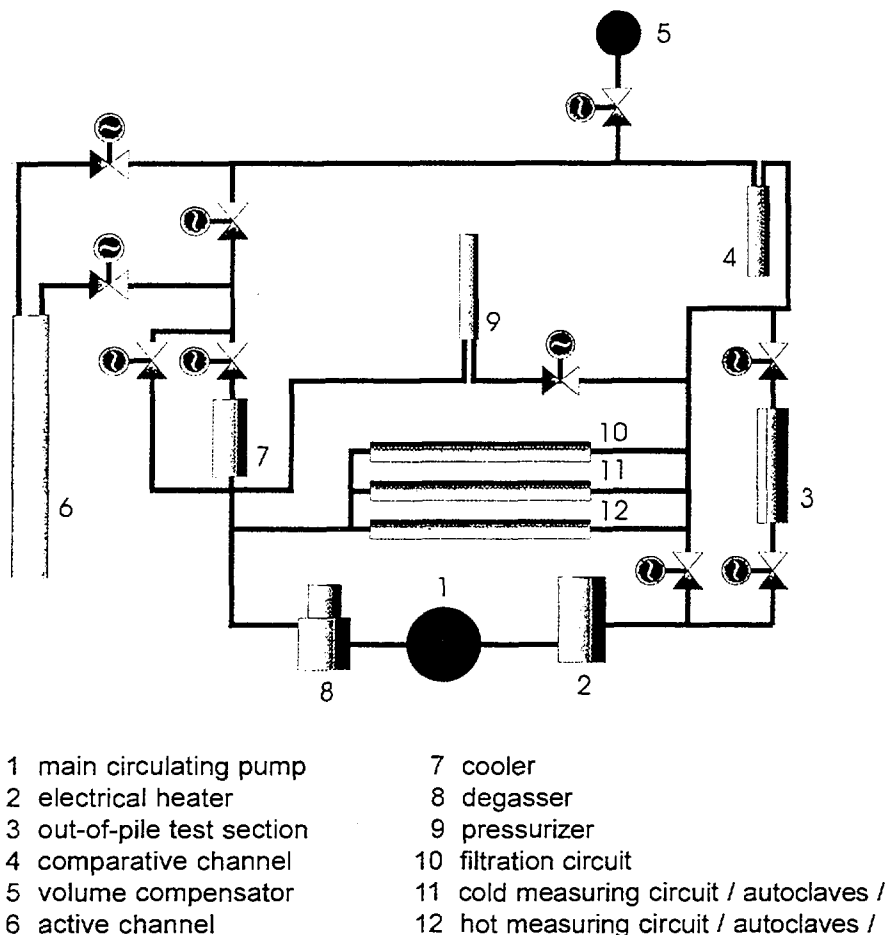 5
4
9
10
11
12
7
6
3
1
8
2
1 main circulating pump
2 electrical heater
3 out-of-pile test section
4 comparative channel
5 volume compensator
6 active channel
7 cooler
8 degasser
9 pressurizer
10 filtration circuit
11 cold measuring circuit / autoclaves /
12 hot measuring circuit / autoclaves /